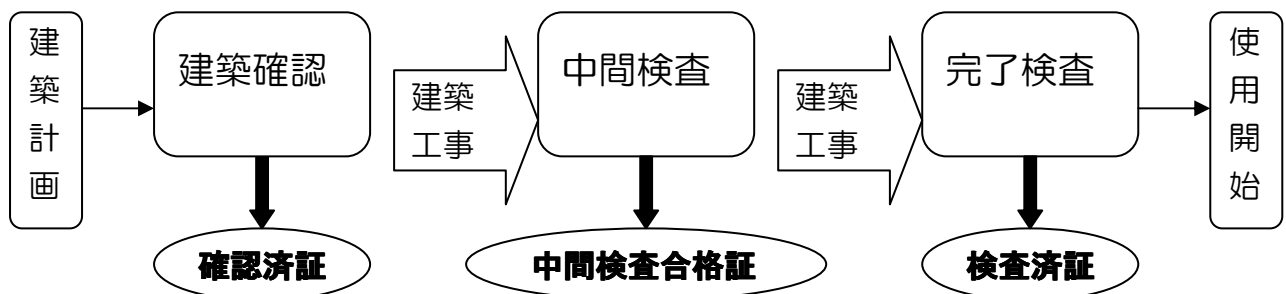 建築計画
建築確認
建築
工事
中間検査
建築
工事
完了検査
使用開始
確認済証
中間検査合格証
検査済証